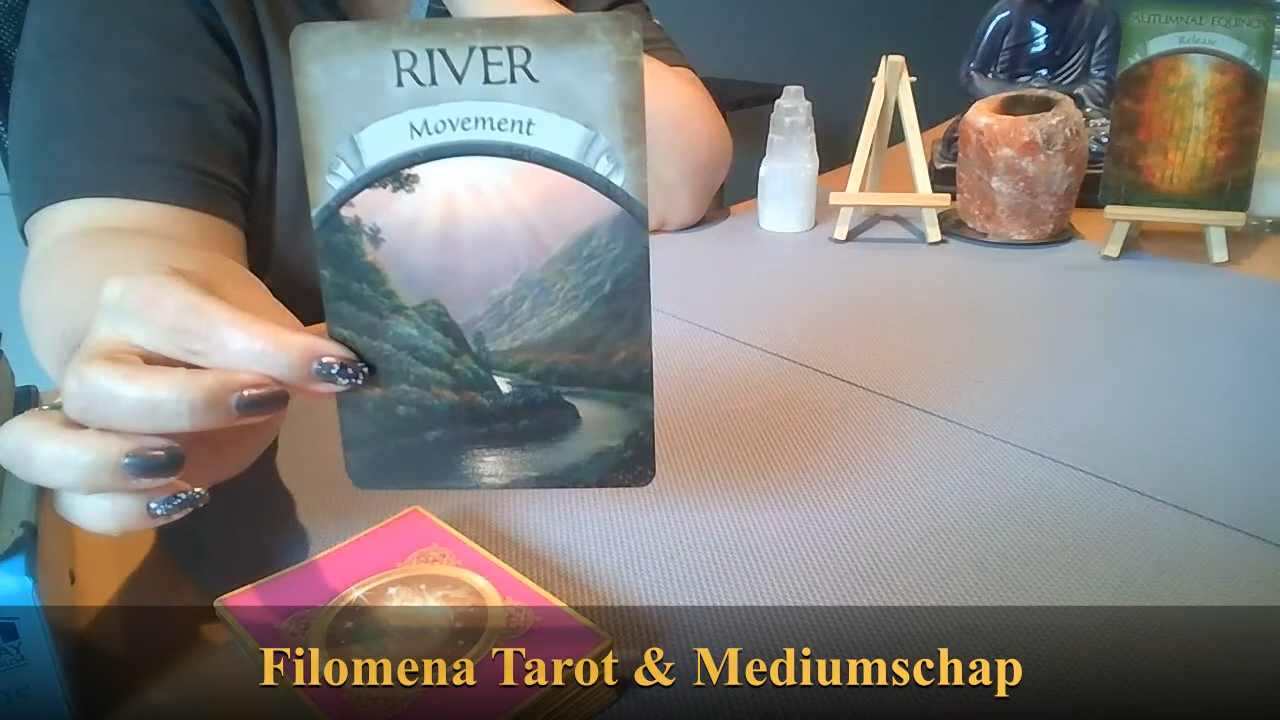 RIVER
Movement
AUTUMNAL EQUINOX
Release
Filomena Tarot & Mediumschap